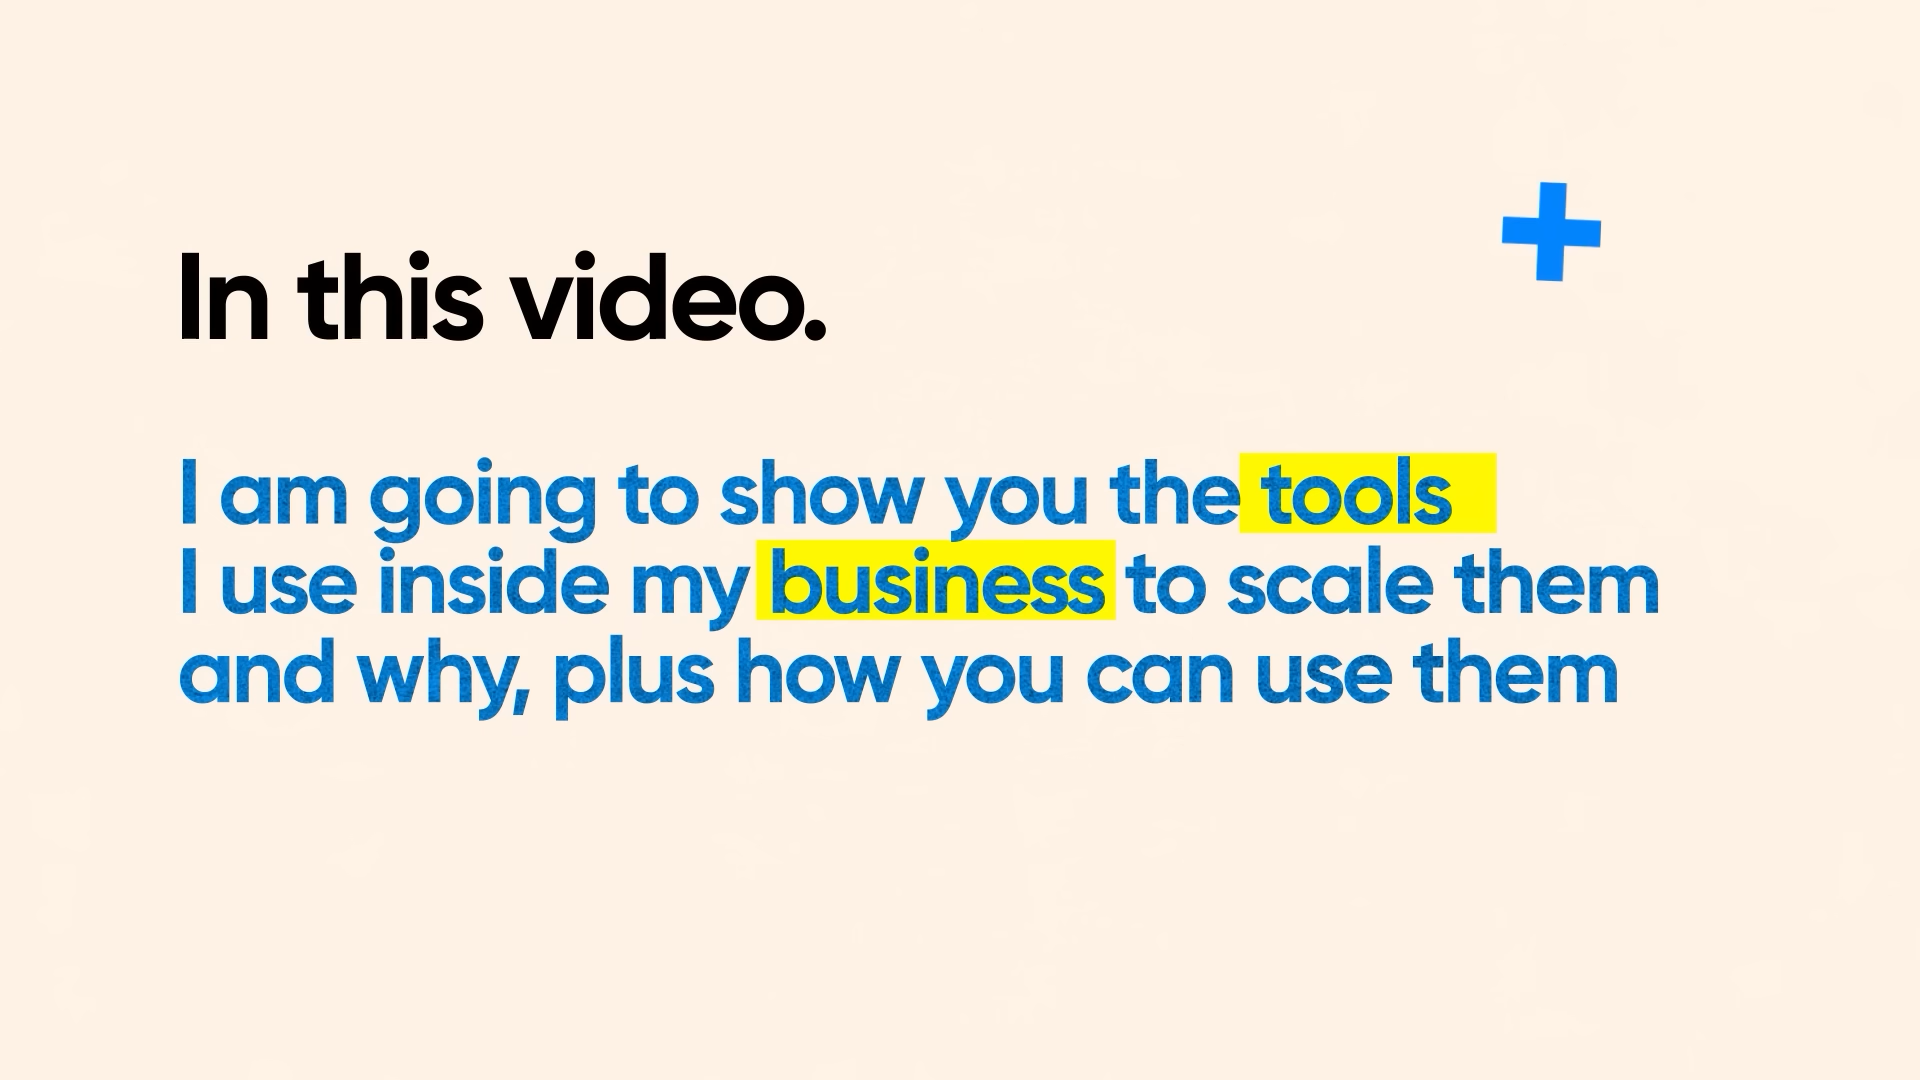 In this video.
I am going to show you the tools
I use inside my business to scale them
and why, plus how you can use them